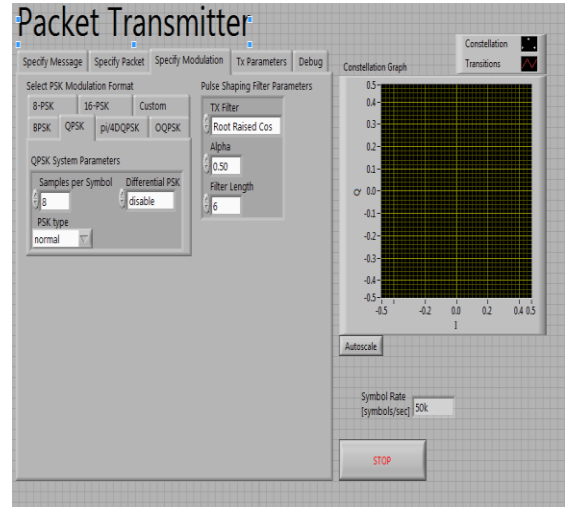 Packet Transmitter
Specify Message Specify Packet Specify Modulation Tx Parameters Debug
Select PSK Modulation Format
8-PSK 16-PSK Custom
BPSK QPSK pi/4DQPSK OQPSK
QPSK System Parameters
Samples per Symbol Differential PSK
8 disable
PSK type
normal
Pulse Shaping Filter Parameters
TX Filter
Root Raised Cos
Alpha
0.50
Filter Length
6
Constellation
Transitions
Constellation Graph
0.5
0.4
0.3
0.2
0.1
0.0
-0.1
-0.2
-0.3
-0.4
-0.5
Q
-0.5 -0.2 0.0 0.2 0.4 0.5
I
Autoscale
Symbol Rate
[symbols/sec] 50k
STOP